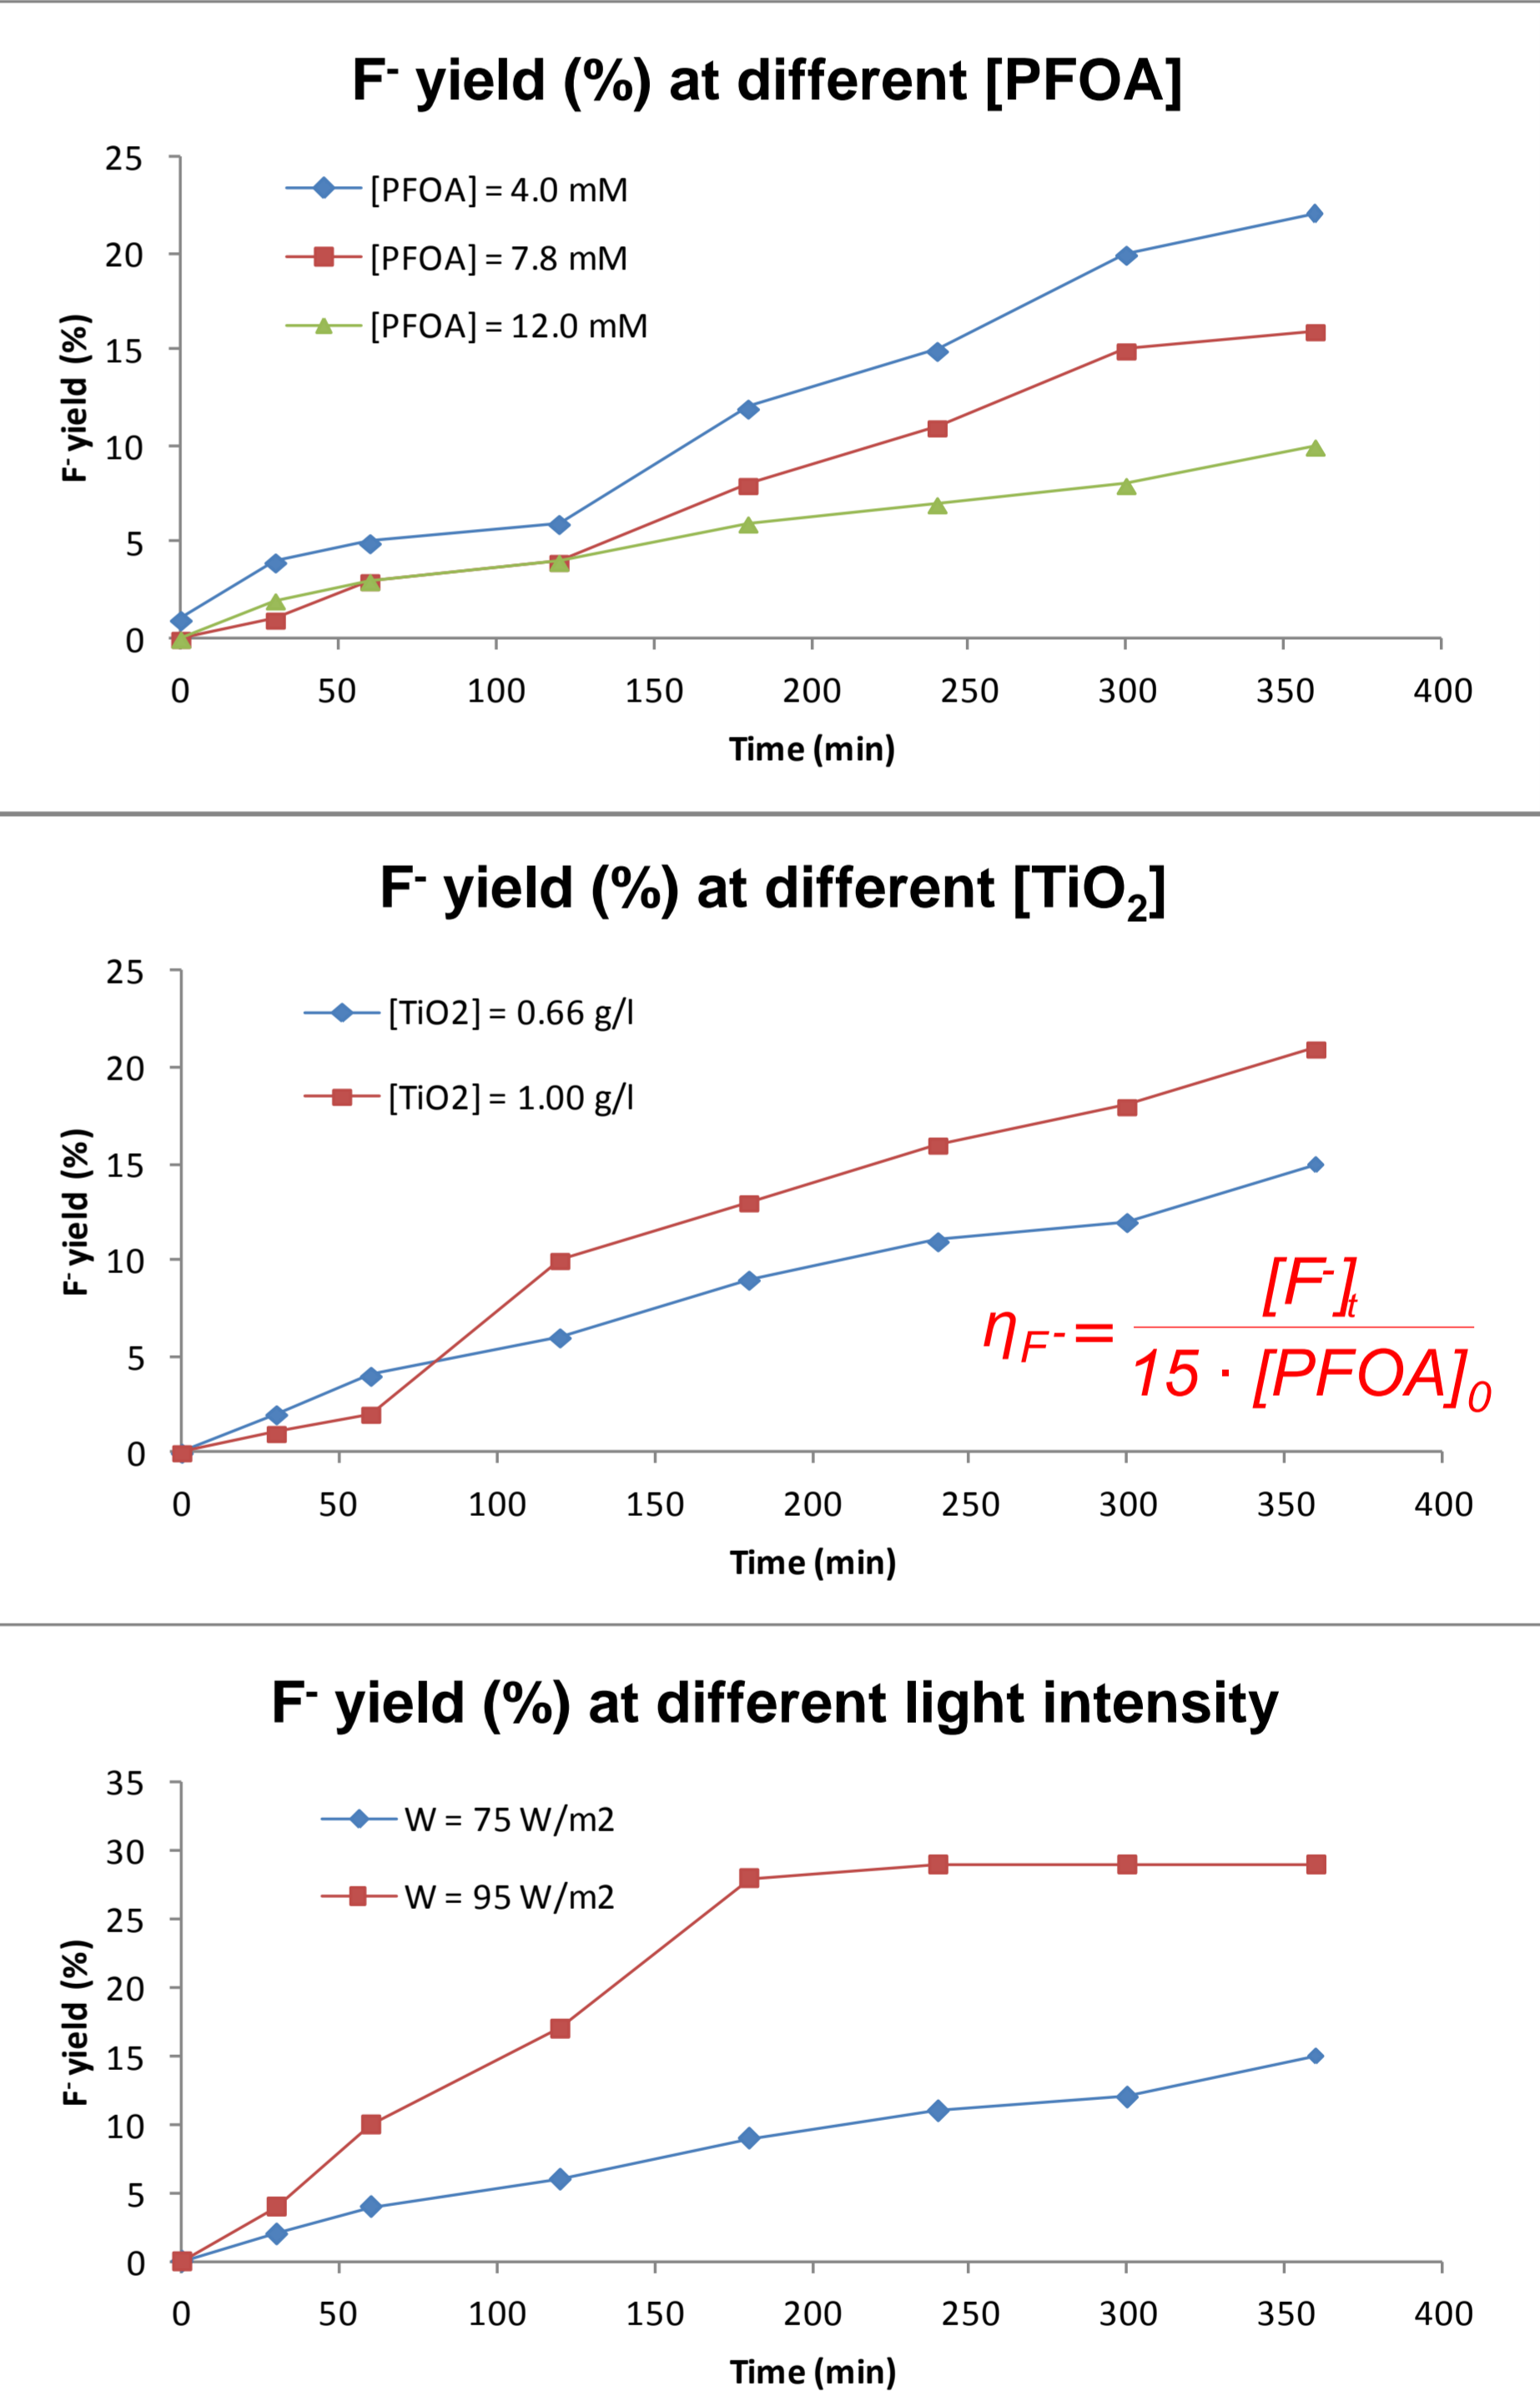 F⁻ yield (%) at different [PFOA]
25
20
15
10
5
0
F⁻ yield (%)
[PFOA] = 4.0 mM
[PFOA] = 7.8 mM
[PFOA] = 12.0 mM
0 50 100 150 200 250 300 350 400
Time (min)
F⁻ yield (%) at different [TiO₂]
25
20
15
10
5
0
F⁻ yield (%)
[TiO2] = 0.66 g/l
[TiO2] = 1.00 g/l
[F⁻]ₜ
η_F⁻ =
15 · [PFOA]₀
0 50 100 150 200 250 300 350 400
Time (min)
F⁻ yield (%) at different light intensity
35
30
25
20
15
10
5
0
F⁻ yield (%)
W = 75 W/m2
W = 95 W/m2
0 50 100 150 200 250 300 350 400
Time (min)